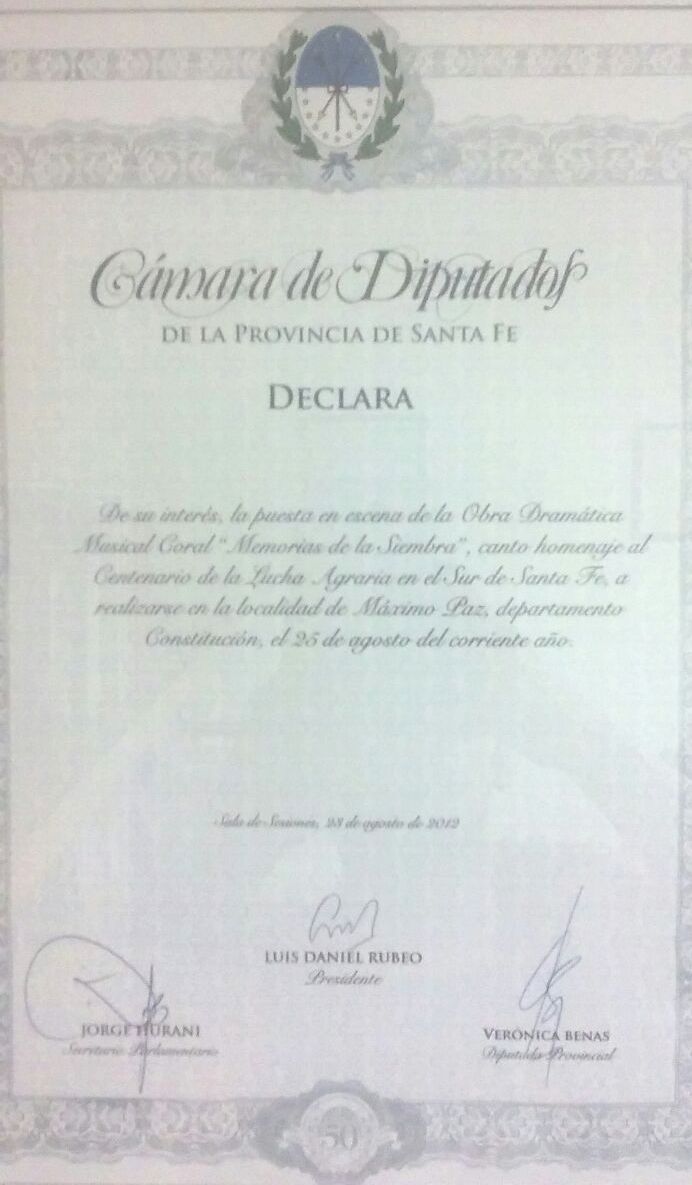 Cámara de Diputados
DE LA PROVINCIA DE SANTA FE
DECLARA
De su interés, la puesta en escena de la Obra Dramática
Musical Coral "Memorias de la Siembra", canto homenaje al
Centenario de la Lucha Agraria en el Sur de Santa Fe, a
realizarse en la localidad de Máximo Paz, departamento
Constitución, el 25 de agosto del corriente año.
Sala de Sesiones, 23 de agosto de 2012
LUIS DANIEL RUBEO
Presidente
JORGE HURANI
Secretario Parlamentario
VERÓNICA BENAS
Diputada Provincial
50